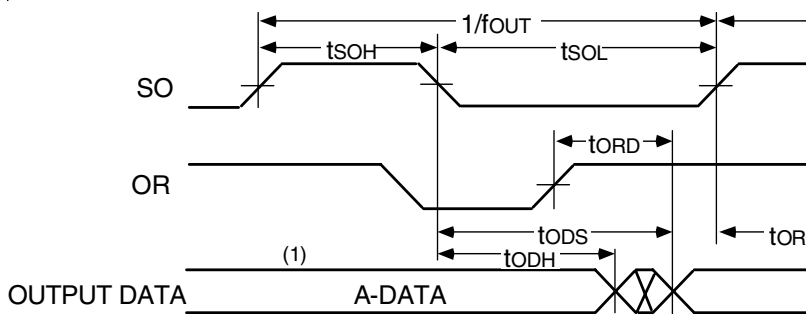 1/fOUT
tSOH tSOL
SO
tORD
OR
tODS tOR
(1) tODH
OUTPUT DATA A-DATA